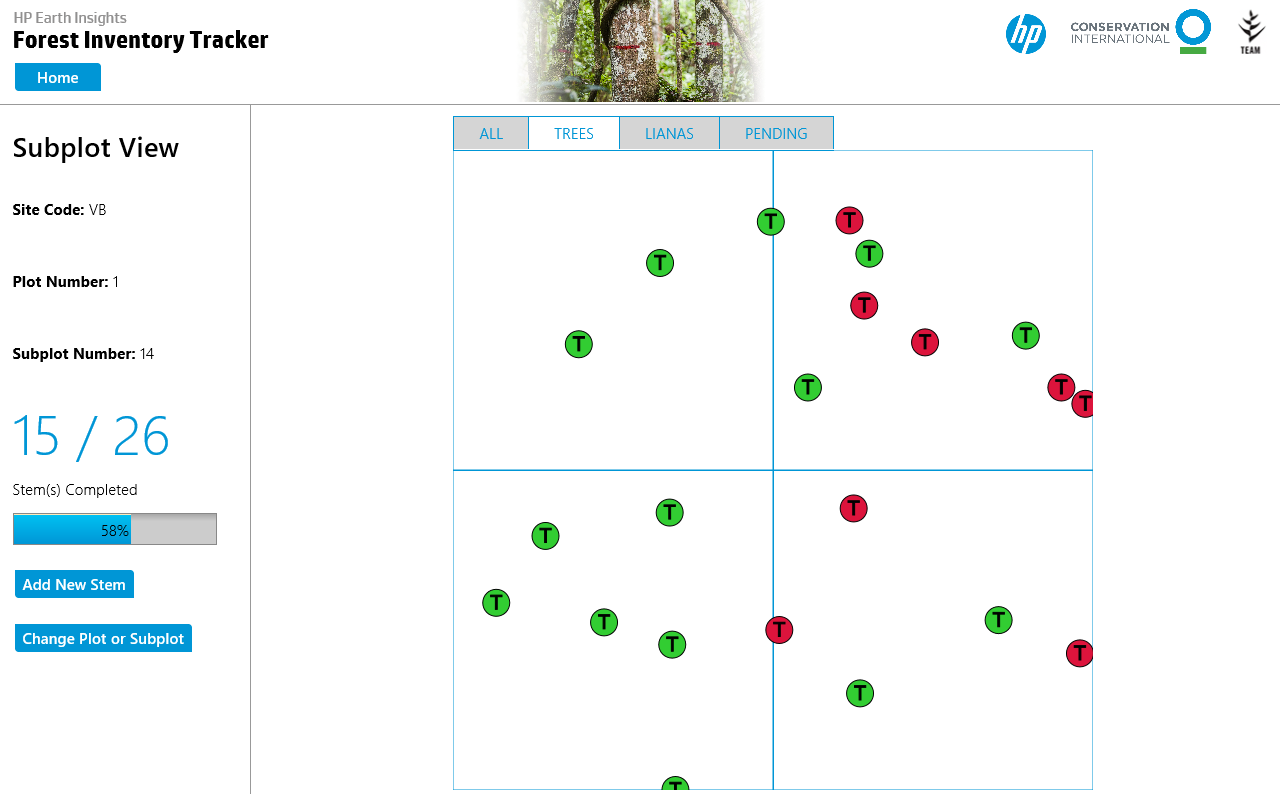 HP Earth Insights
Forest Inventory Tracker
Home
hp
CONSERVATION
INTERNATIONAL
TEAM
Subplot View
Site Code: VB
Plot Number: 1
Subplot Number: 14
15 / 26
Stem(s) Completed
58%
Add New Stem
Change Plot or Subplot
ALL TREES LIANAS PENDING
T T
T T
T
T
T T T
T T
T
T T
T
T
T T
T T
T
T
T